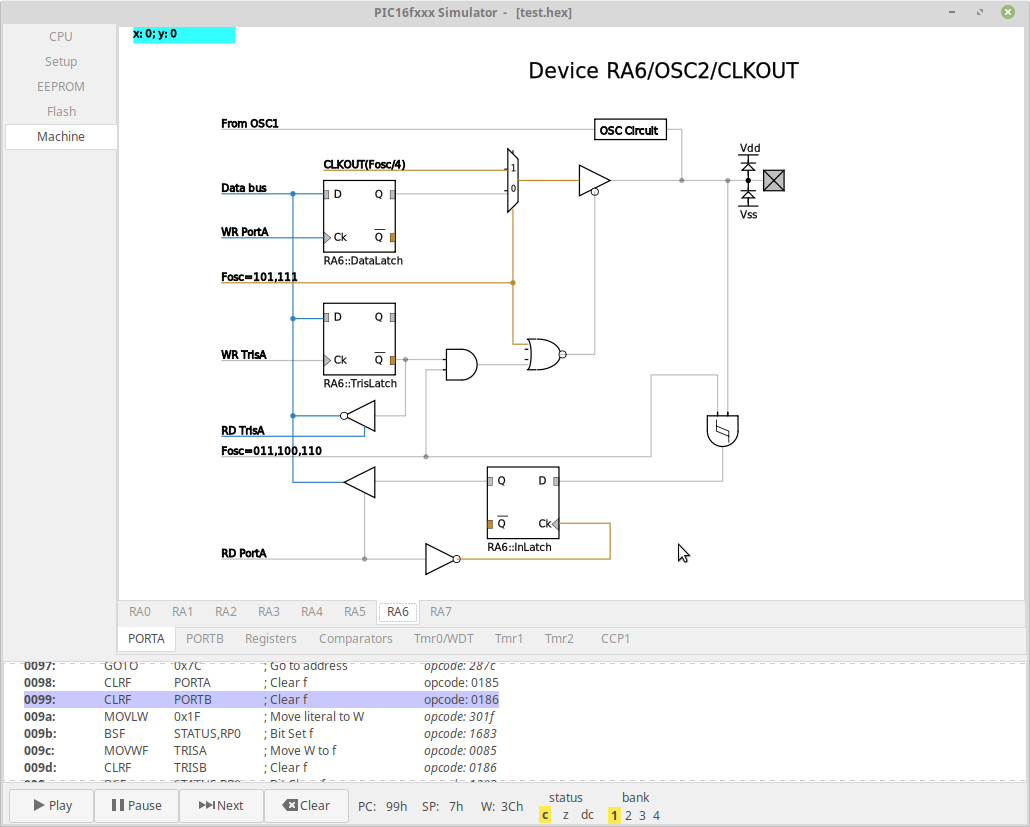 PIC16fxxx Simulator - [test.hex]
CPU
Setup
EEPROM
Flash
Machine
x: 0; y: 0
Device RA6/OSC2/CLKOUT
From OSC1
OSC Circuit
Vdd
CLKOUT(Fosc/4)
1
0
Data bus
D Q
Vss
WR PortA
Ck Q
RA6::DataLatch
Fosc=101,111
D Q
WR TrisA
Ck Q
RA6::TrisLatch
RD TrisA
Fosc=011,100,110
Q D
Q Ck
RA6::InLatch
RD PortA
RA0 RA1 RA2 RA3 RA4 RA5 RA6 RA7
PORTA PORTB Registers Comparators Tmr0/WDT Tmr1 Tmr2 CCP1
0097: GOTO 0x7C ; Go to address opcode: 287c
0098: CLRF PORTA ; Clear f opcode: 0185
0099: CLRF PORTB ; Clear f opcode: 0186
009a: MOVLW 0x1F ; Move literal to W opcode: 301f
009b: BSF STATUS,RP0 ; Bit Set f opcode: 1683
009c: MOVWF TRISA ; Move W to f opcode: 0085
009d: CLRF TRISB ; Clear f opcode: 0186
Play Pause Next Clear PC: 99h SP: 7h W: 3Ch
status bank
c z dc 1 2 3 4